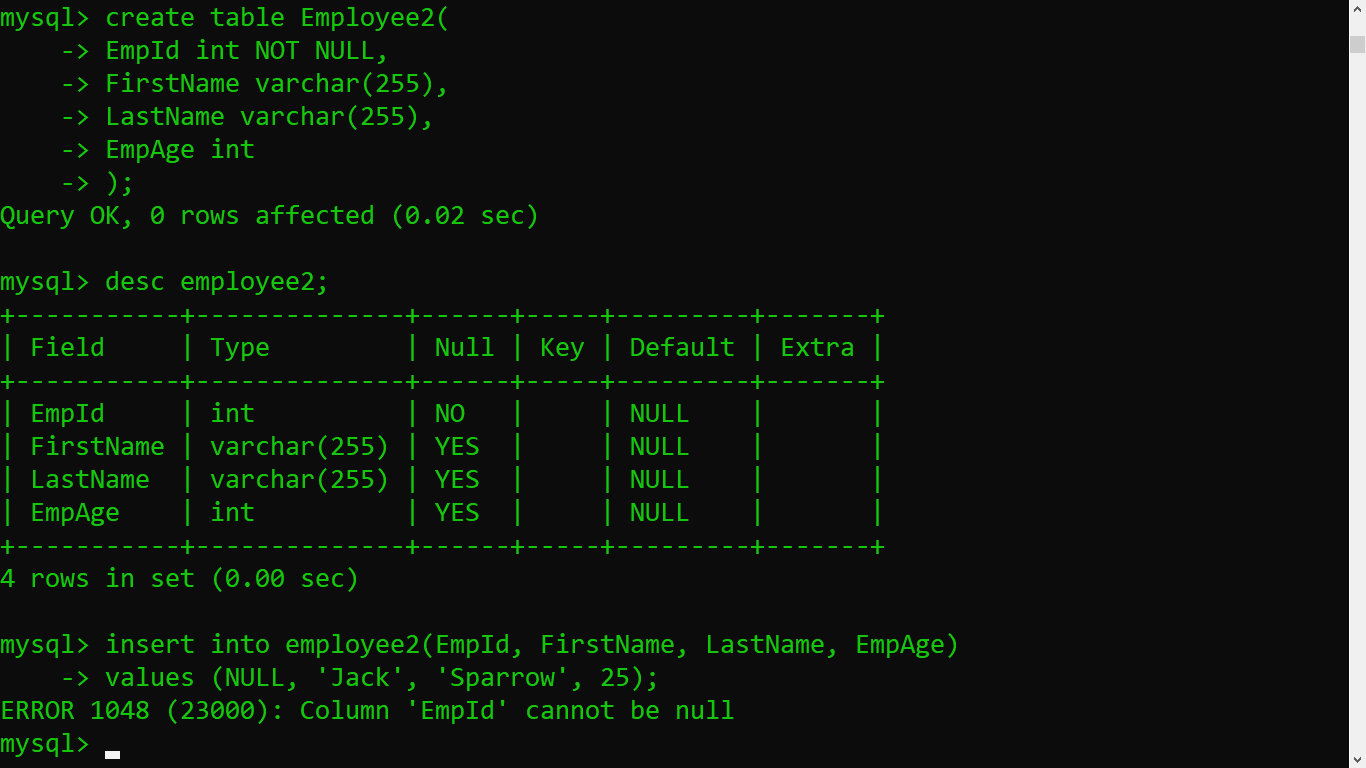 mysql> create table Employee2(
    -> EmpId int NOT NULL,
    -> FirstName varchar(255),
    -> LastName varchar(255),
    -> EmpAge int
    -> );
Query OK, 0 rows affected (0.02 sec)

mysql> desc employee2;
+-----------+--------------+------+-----+---------+-------+
| Field     | Type         | Null | Key | Default | Extra |
+-----------+--------------+------+-----+---------+-------+
| EmpId     | int          | NO   |     | NULL    |       |
| FirstName | varchar(255) | YES  |     | NULL    |       |
| LastName  | varchar(255) | YES  |     | NULL    |       |
| EmpAge    | int          | YES  |     | NULL    |       |
+-----------+--------------+------+-----+---------+-------+
4 rows in set (0.00 sec)

mysql> insert into employee2(EmpId, FirstName, LastName, EmpAge)
    -> values (NULL, 'Jack', 'Sparrow', 25);
ERROR 1048 (23000): Column 'EmpId' cannot be null
mysql>